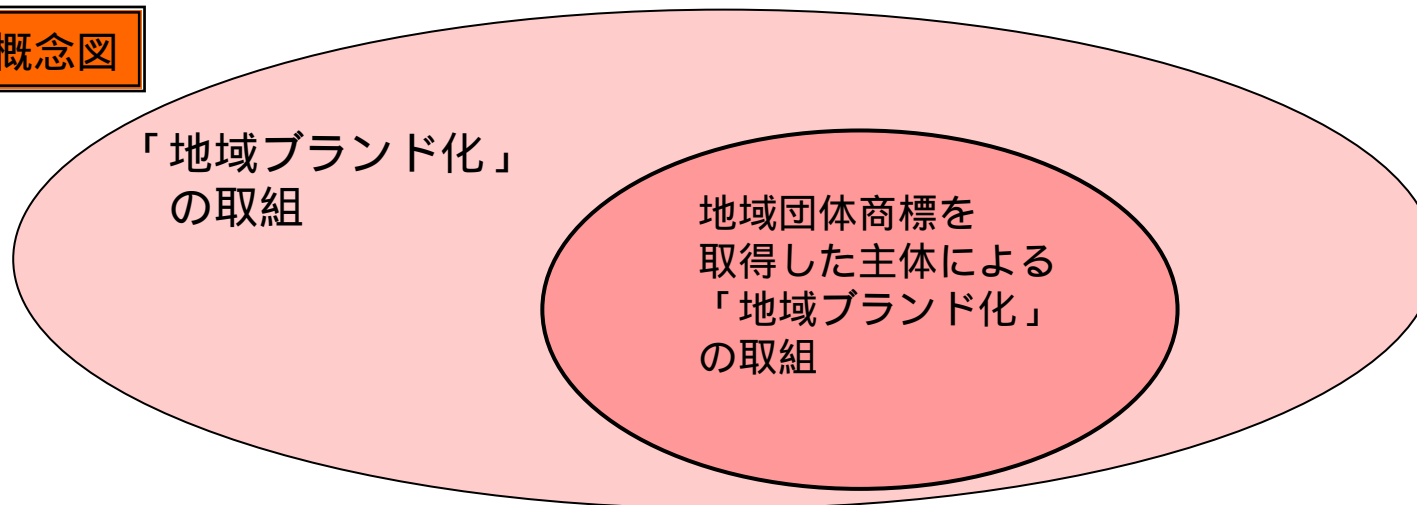 概念図
「地域ブランド化」
の取組
地域団体商標を
取得した主体による
「地域ブランド化」
の取組